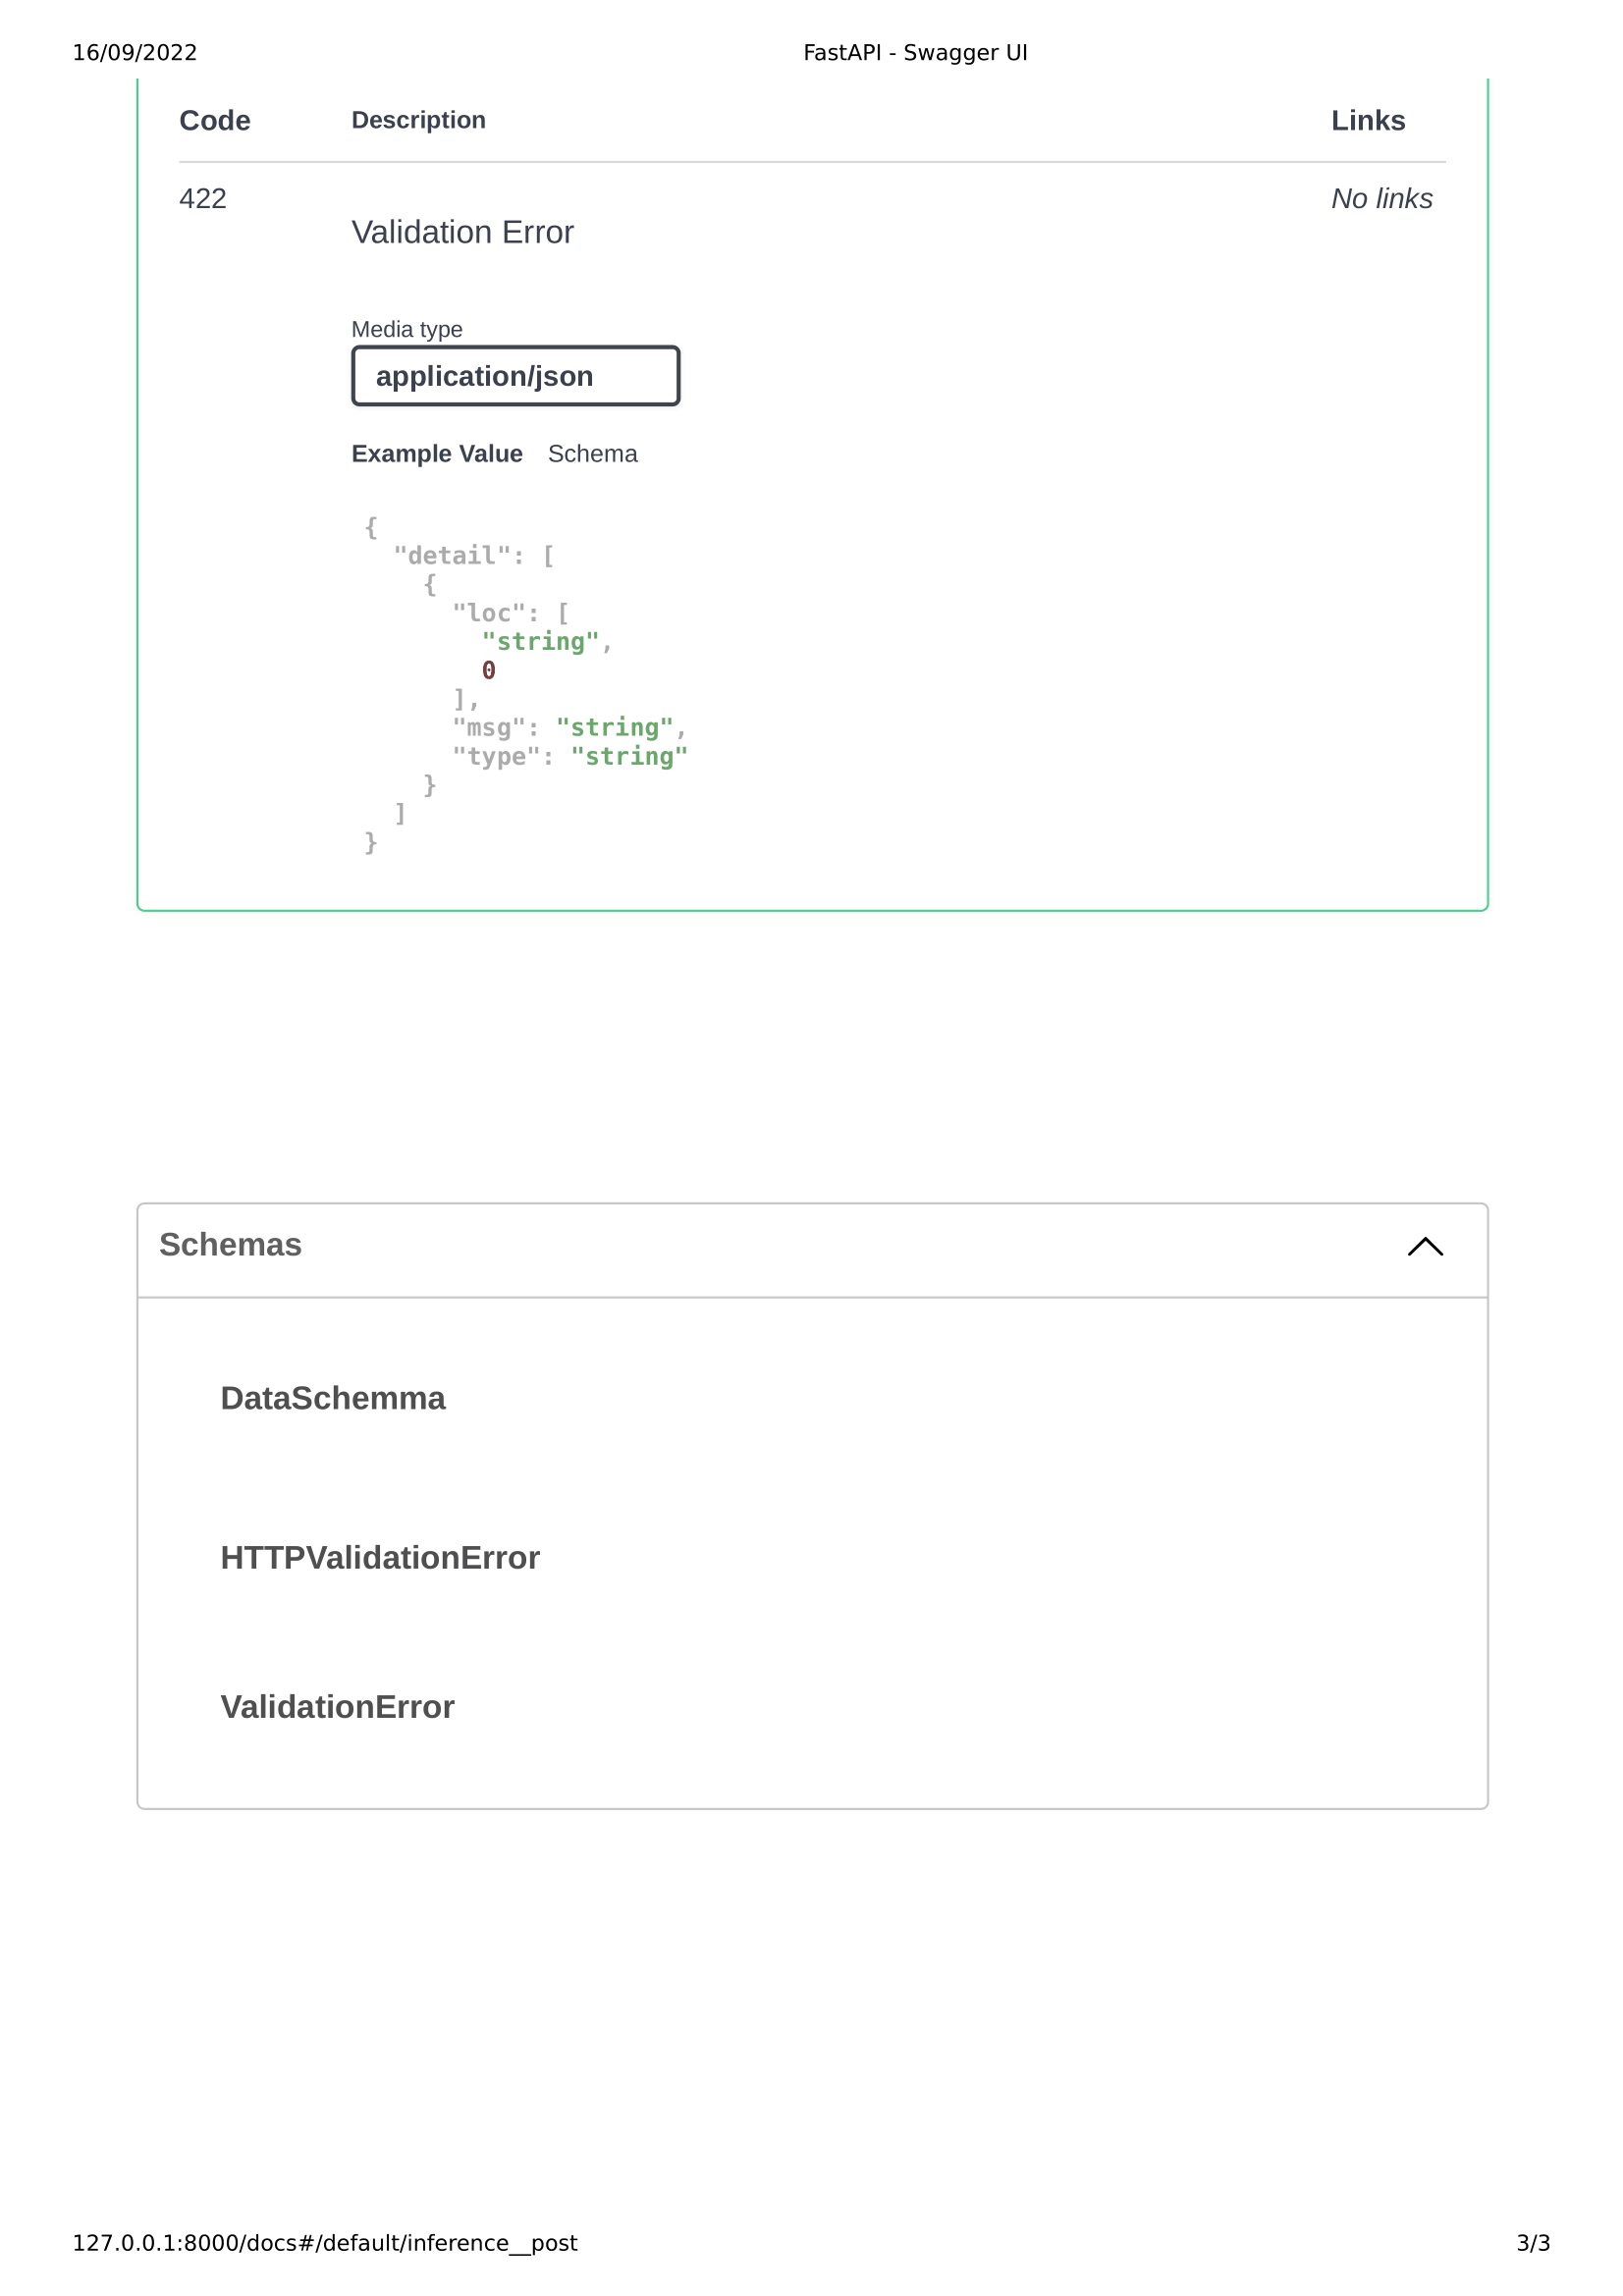 16/09/2022 FastAPI - Swagger UI
Code Description Links
422 No links
Validation Error
Media type
application/json
Example Value Schema
{
  "detail": [
    {
      "loc": [
        "string",
        0
      ],
      "msg": "string",
      "type": "string"
    }
  ]
}
Schemas
DataSchemma
HTTPValidationError
ValidationError
127.0.0.1:8000/docs#/default/inference__post 3/3